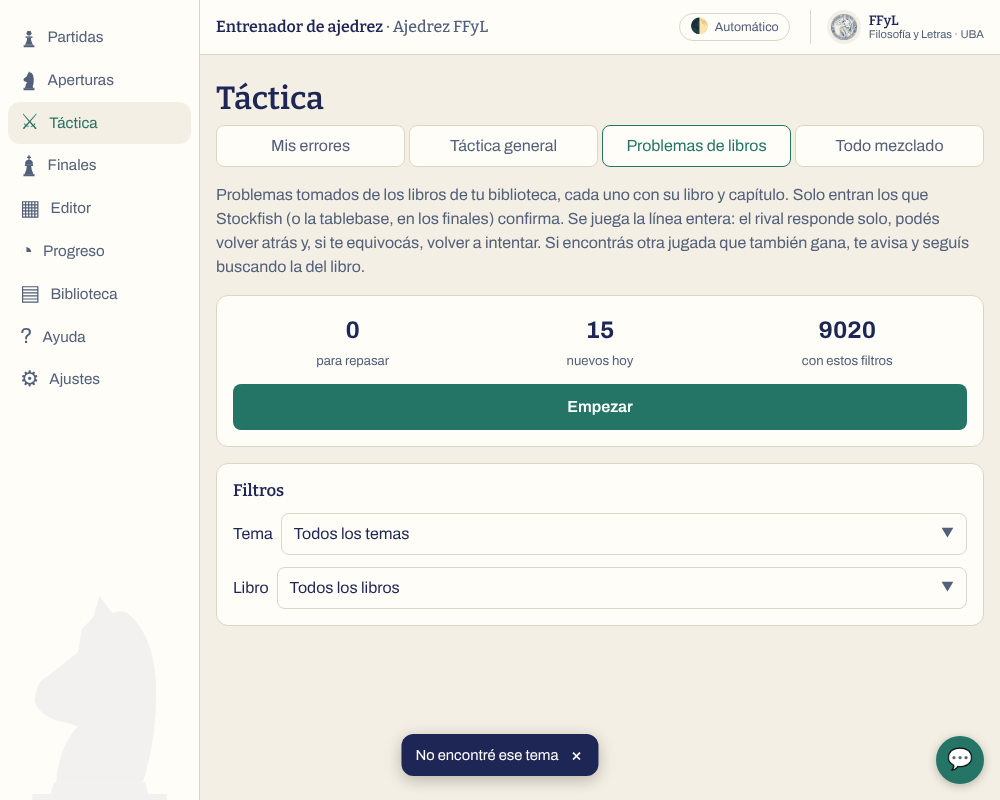 Partidas
Aperturas
Táctica
Finales
Editor
Progreso
Biblioteca
? Ayuda
Ajustes
Entrenador de ajedrez · Ajedrez FFyL
Automático
FFyL
Filosofía y Letras · UBA
Táctica
Mis errores
Táctica general
Problemas de libros
Todo mezclado
Problemas tomados de los libros de tu biblioteca, cada uno con su libro y capítulo. Solo entran los que
Stockfish (o la tablebase, en los finales) confirma. Se juega la línea entera: el rival responde solo, podés
volver atrás y, si te equivocás, volver a intentar. Si encontrás otra jugada que también gana, te avisa y seguís
buscando la del libro.
0
para repasar
15
nuevos hoy
9020
con estos filtros
Empezar
Filtros
Tema
Todos los temas
Libro
Todos los libros
No encontré ese tema ×